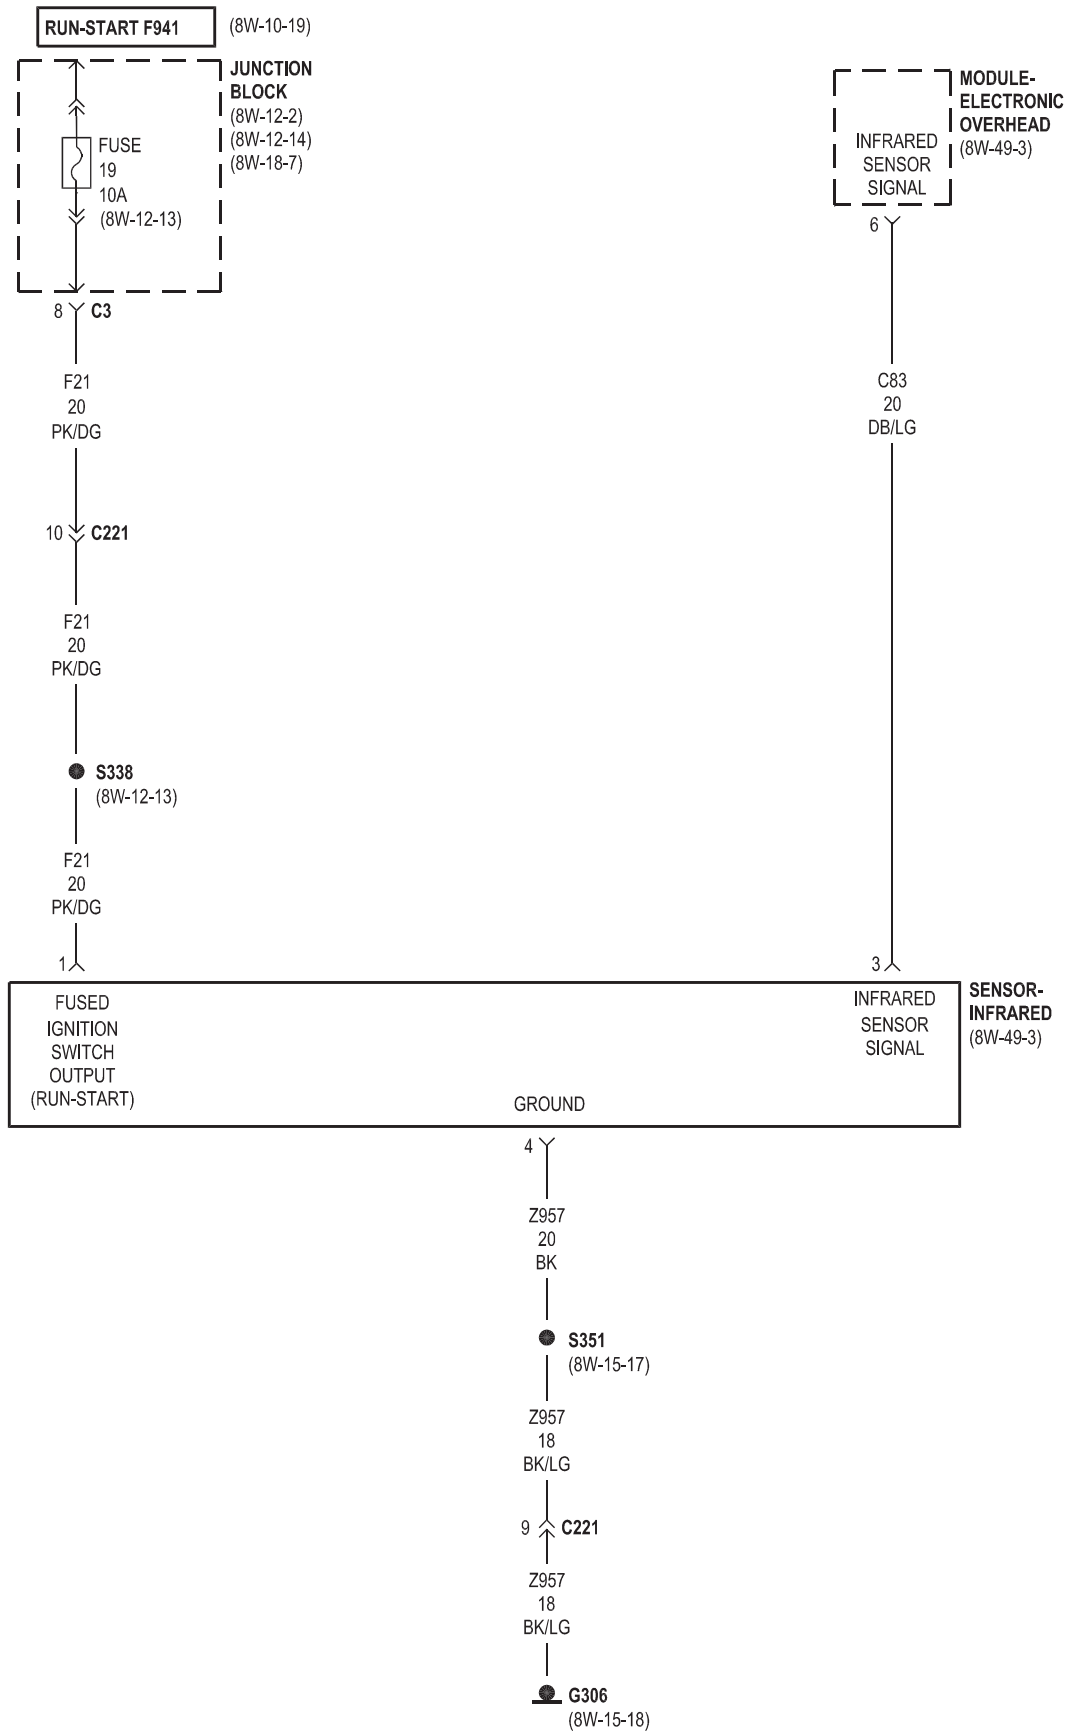 RUN-START F941
(8W-10-19)
JUNCTION
BLOCK
(8W-12-2)
(8W-12-14)
(8W-18-7)
FUSE
19
10A
(8W-12-13)
MODULE-
ELECTRONIC
OVERHEAD
(8W-49-3)
INFRARED
SENSOR
SIGNAL
6
8
C3
F21
20
PK/DG
C83
20
DB/LG
10
C221
F21
20
PK/DG
S338
(8W-12-13)
F21
20
PK/DG
1
3
FUSED
IGNITION
SWITCH
OUTPUT
(RUN-START)
INFRARED
SENSOR
SIGNAL
SENSOR-
INFRARED
(8W-49-3)
GROUND
4
Z957
20
BK
S351
(8W-15-17)
Z957
18
BK/LG
9
C221
Z957
18
BK/LG
G306
(8W-15-18)